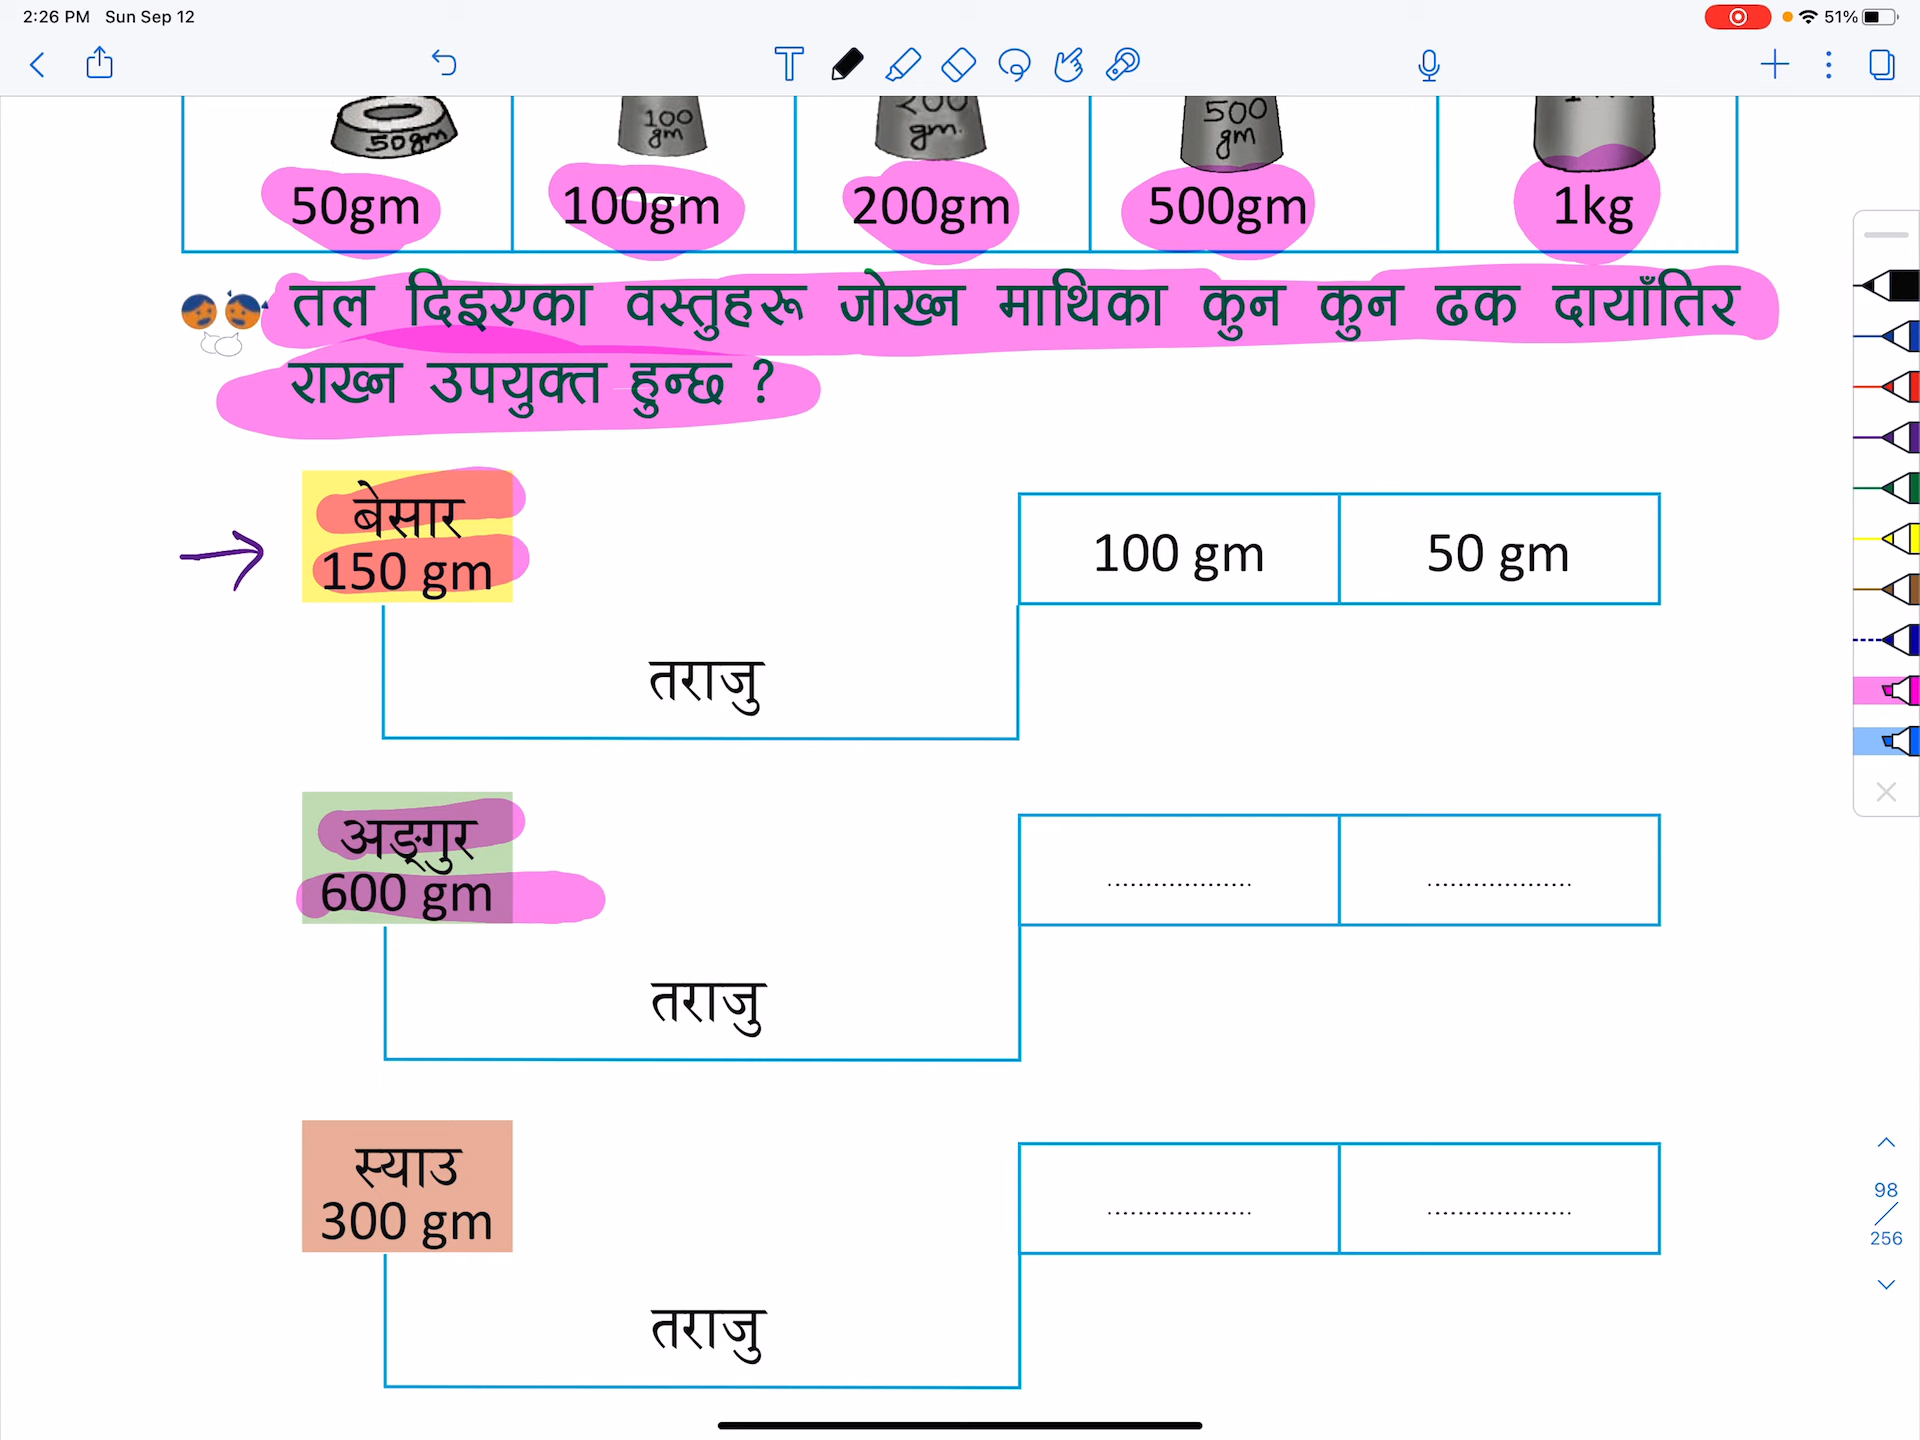 2:26 PM Sun Sep 12 51%
T
50gm 100 gm 200 gm. 500 gm
50gm 100gm 200gm 500gm 1kg
तल दिइएका वस्तुहरू जोख्न माथिका कुन कुन ढक दायाँतिर
राख्न उपयुक्त हुन्छ ?
बेसार
150 gm
100 gm 50 gm
तराजु
अङ्गुर
600 gm
.................... ....................
तराजु
स्याउ
300 gm
.................... ....................
तराजु
98
/
256